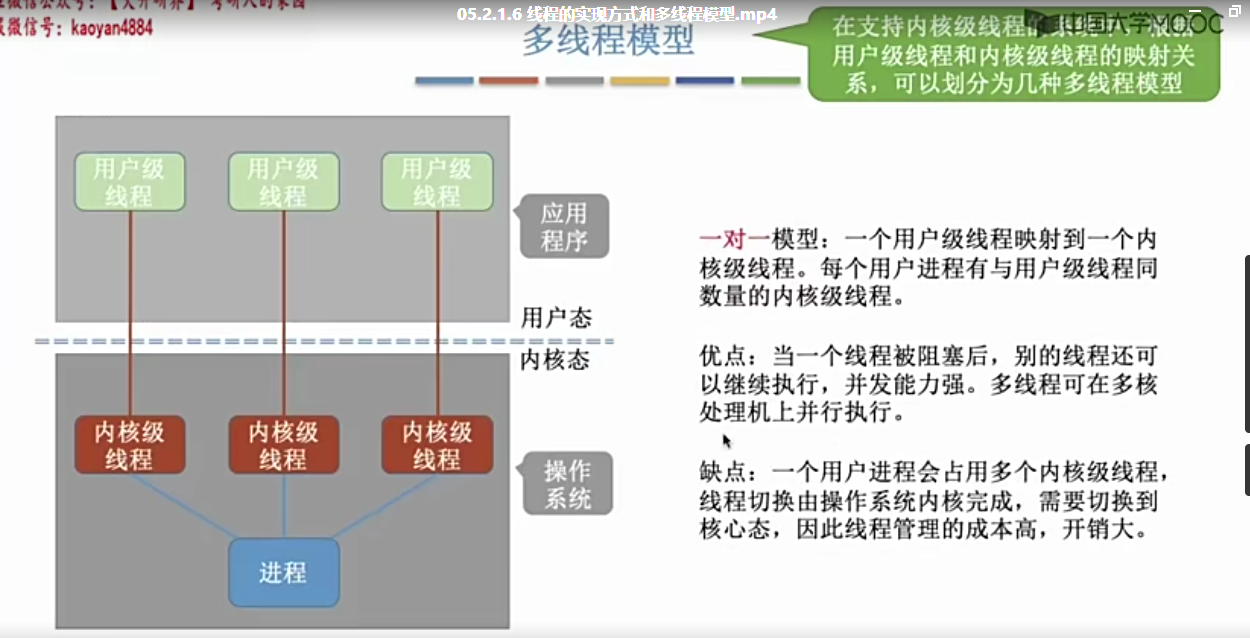 05.2.1.6 线程的实现方式和多线程模型.mp4
微信号：kaoyan4884
中国大学MOOC
多线程模型
在支持内核级线程的
用户级线程和内核级线程的映射关
系，可以划分为几种多线程模型
用户级
线程
用户级
线程
用户级
线程
应用
程序
用户态
内核态
内核级
线程
内核级
线程
内核级
线程
操作
系统
进程
一对一模型：一个用户级线程映射到一个内
核级线程。每个用户进程有与用户级线程同
数量的内核级线程。
优点：当一个线程被阻塞后，别的线程还可
以继续执行，并发能力强。多线程可在多核
处理机上并行执行。
缺点：一个用户进程会占用多个内核级线程，
线程切换由操作系统内核完成，需要切换到
核心态，因此线程管理的成本高，开销大。